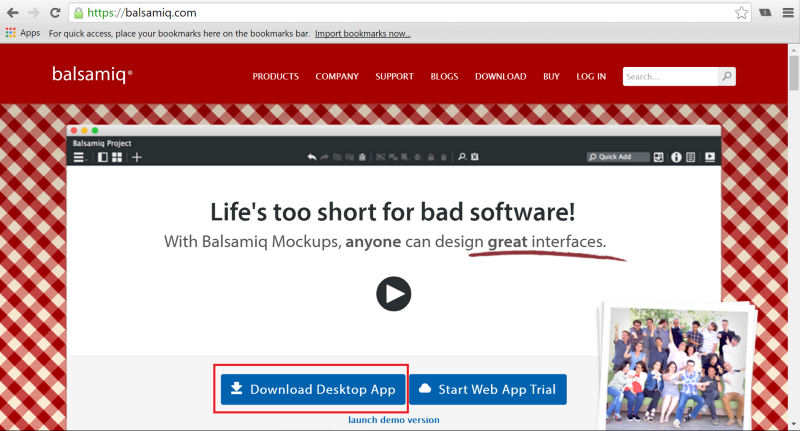 https://balsamiq.com
Apps For quick access, place your bookmarks here on the bookmarks bar. Import bookmarks now...
balsamiq® PRODUCTS COMPANY SUPPORT BLOGS DOWNLOAD BUY LOG IN Search...
Balsamiq Project
Quick Add
Life's too short for bad software!
With Balsamiq Mockups, anyone can design great interfaces.
Download Desktop App Start Web App Trial
launch demo version